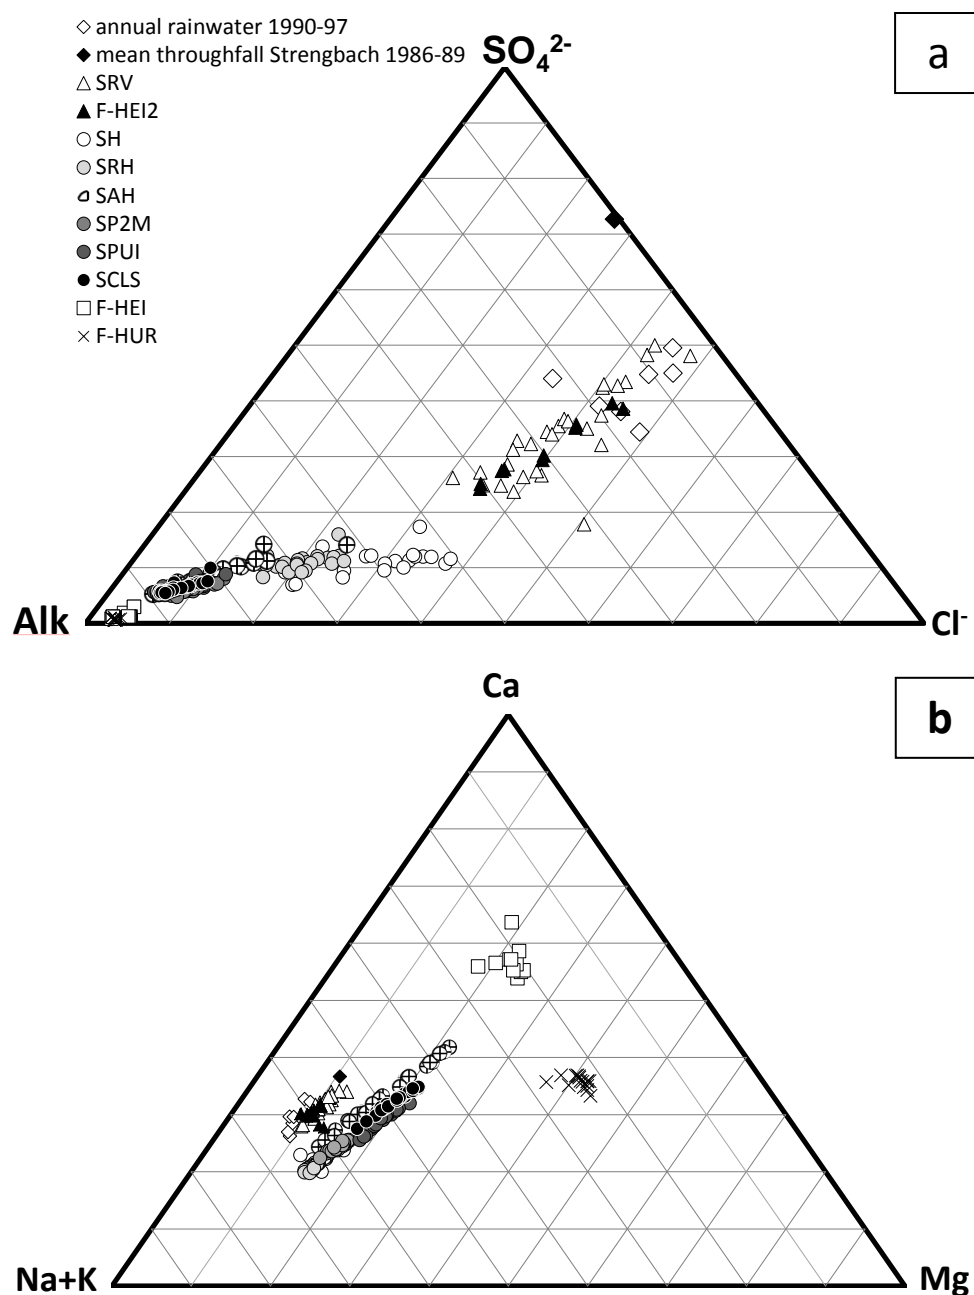 annual rainwater 1990-97
mean throughfall Strengbach 1986-89
SRV
F-HEI2
SH
SRH
SAH
SP2M
SPUI
SCLS
F-HEI
F-HUR
SO₄²⁻
a
Alk
Cl⁻
Ca
b
Na+K
Mg